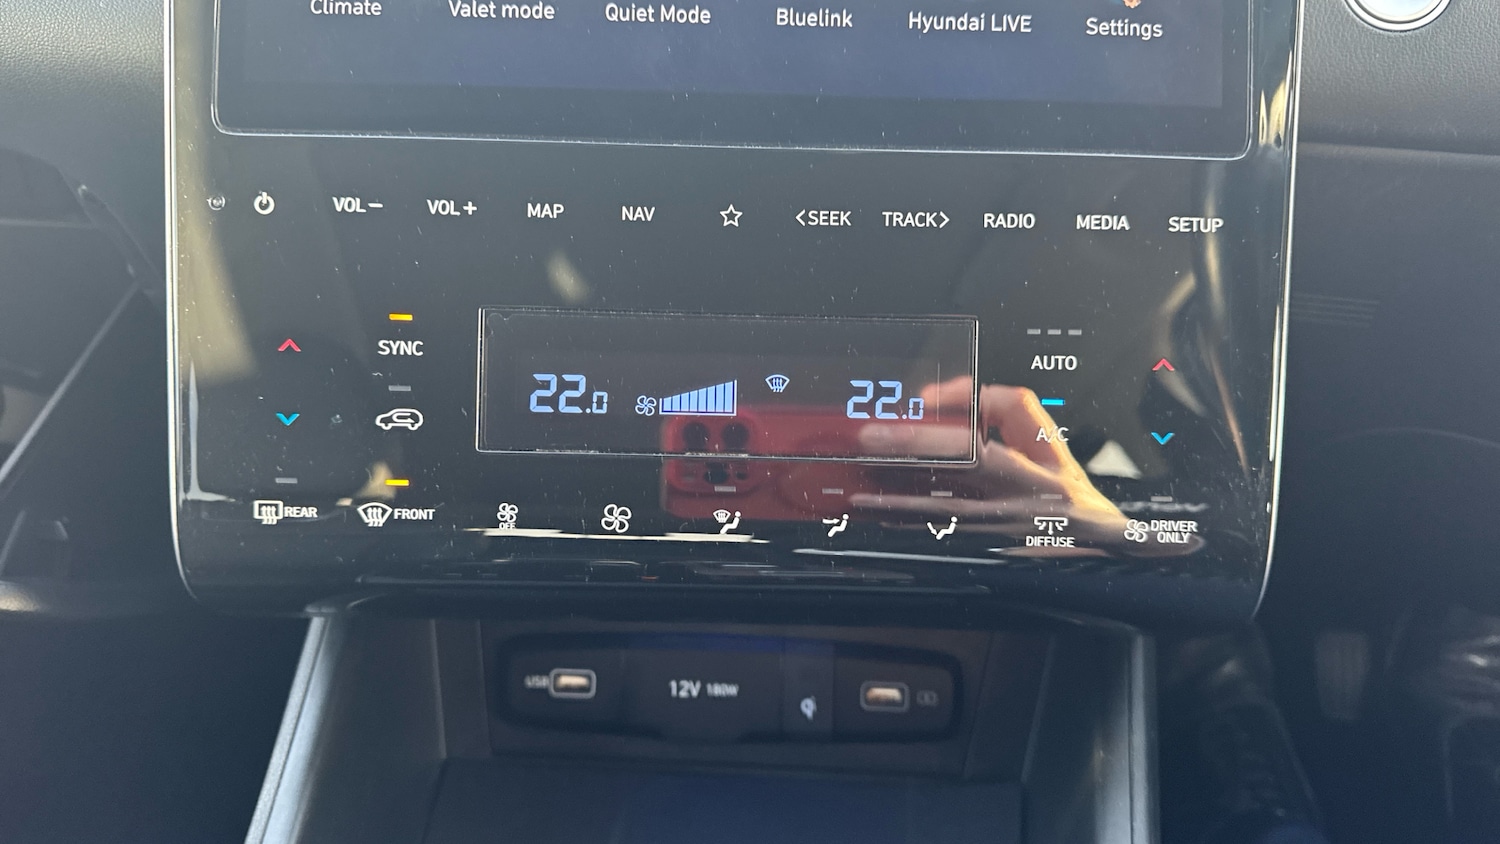 Climate Valet mode Quiet Mode Bluelink Hyundai LIVE Settings
VOL− VOL+ MAP NAV <SEEK TRACK> RADIO MEDIA SETUP
SYNC
AUTO
22.0 22.0
A/C
REAR FRONT OFF DIFFUSE DRIVER
ONLY
USB 12V 180W